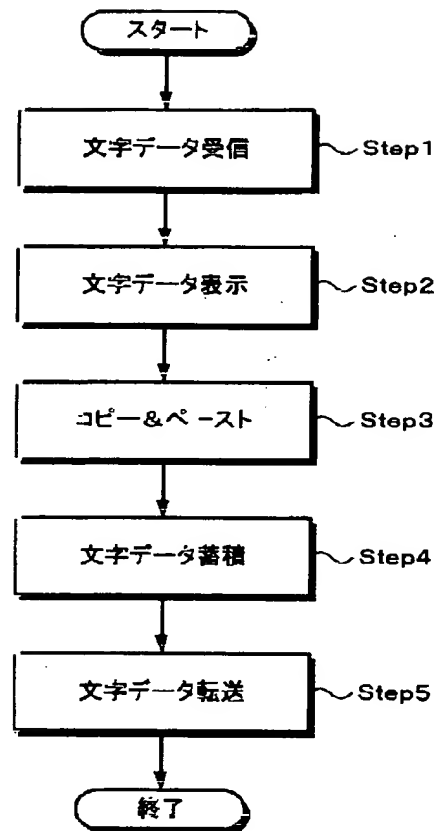 スタート
文字データ受信
Step1
文字データ表示
Step2
コピー&ペースト
Step3
文字データ蓄積
Step4
文字データ転送
Step5
終了